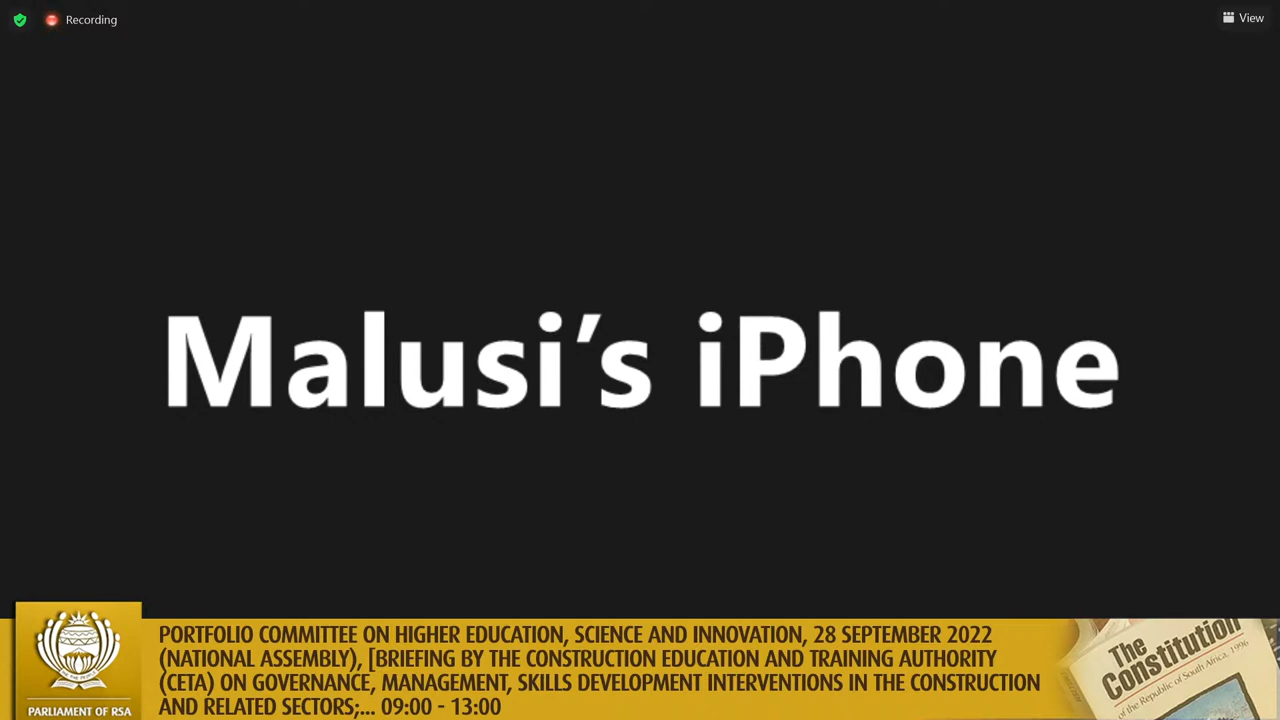 Recording
View
Malusi’s iPhone
PORTFOLIO COMMITTEE ON HIGHER EDUCATION, SCIENCE AND INNOVATION, 28 SEPTEMBER 2022
(NATIONAL ASSEMBLY), [BRIEFING BY THE CONSTRUCTION EDUCATION AND TRAINING AUTHORITY
(CETA) ON GOVERNANCE, MANAGEMENT, SKILLS DEVELOPMENT INTERVENTIONS IN THE CONSTRUCTION
AND RELATED SECTORS;... 09:00 - 13:00
PARLIAMENT OF RSA
The
Constitution
of the Republic of South Africa, 1996